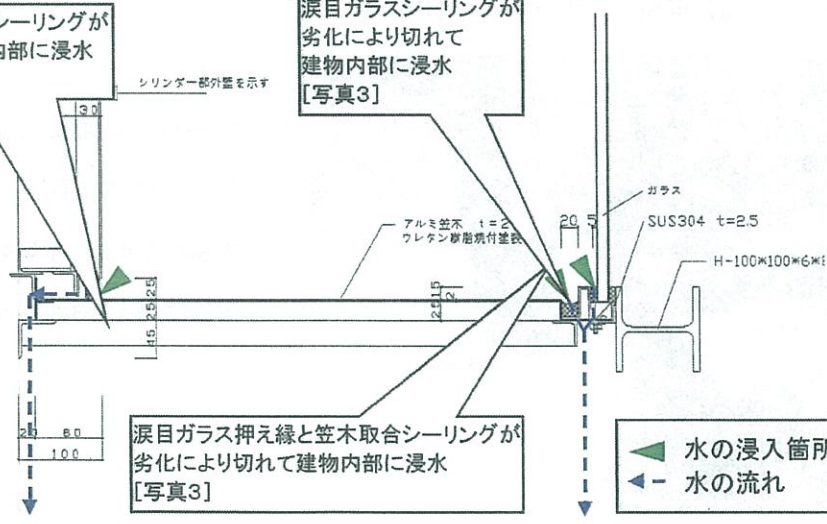 シーリングが
内部に浸水
涙目ガラスシーリングが
劣化により切れて
建物内部に浸水
[写真3]
シリンダー部外壁を示す
30
ガラス
アルミ笠木 t=2
ウレタン樹脂焼付塗装
20 5
SUS304 t=2.5
H-100*100*6*8
25 25
45
25 15
2
20 80
100
涙目ガラス押え縁と笠木取合シーリングが
劣化により切れて建物内部に浸水
[写真3]
水の浸入箇所
水の流れ